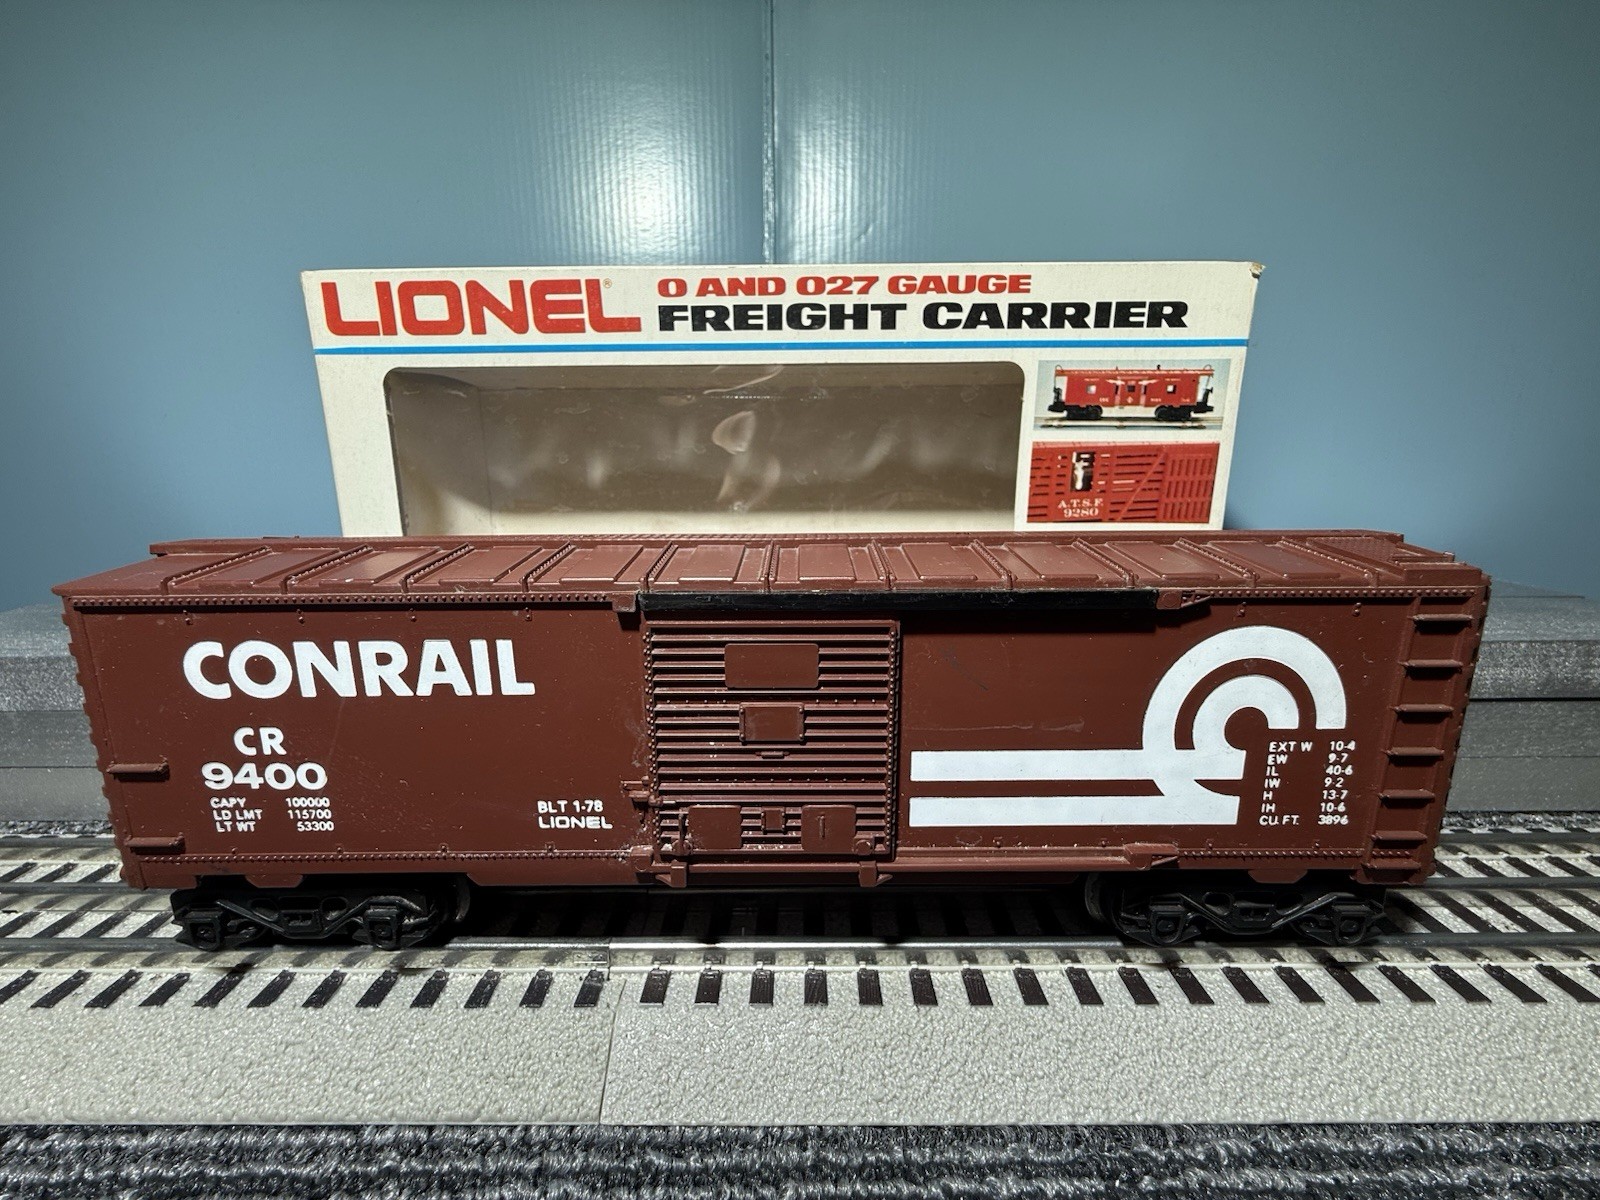 LIONEL®
O AND 027 GAUGE
FREIGHT CARRIER
A.T.S.F.
9280
CONRAIL
CR
9400
CAPY 100000
LD LMT 115700
LT WT 53300
BLT 1-78
LIONEL
EXT W 10-4
EW 9-7
IL 40-6
IW 9-2
H 13-7
IH 10-6
CU. FT. 3896